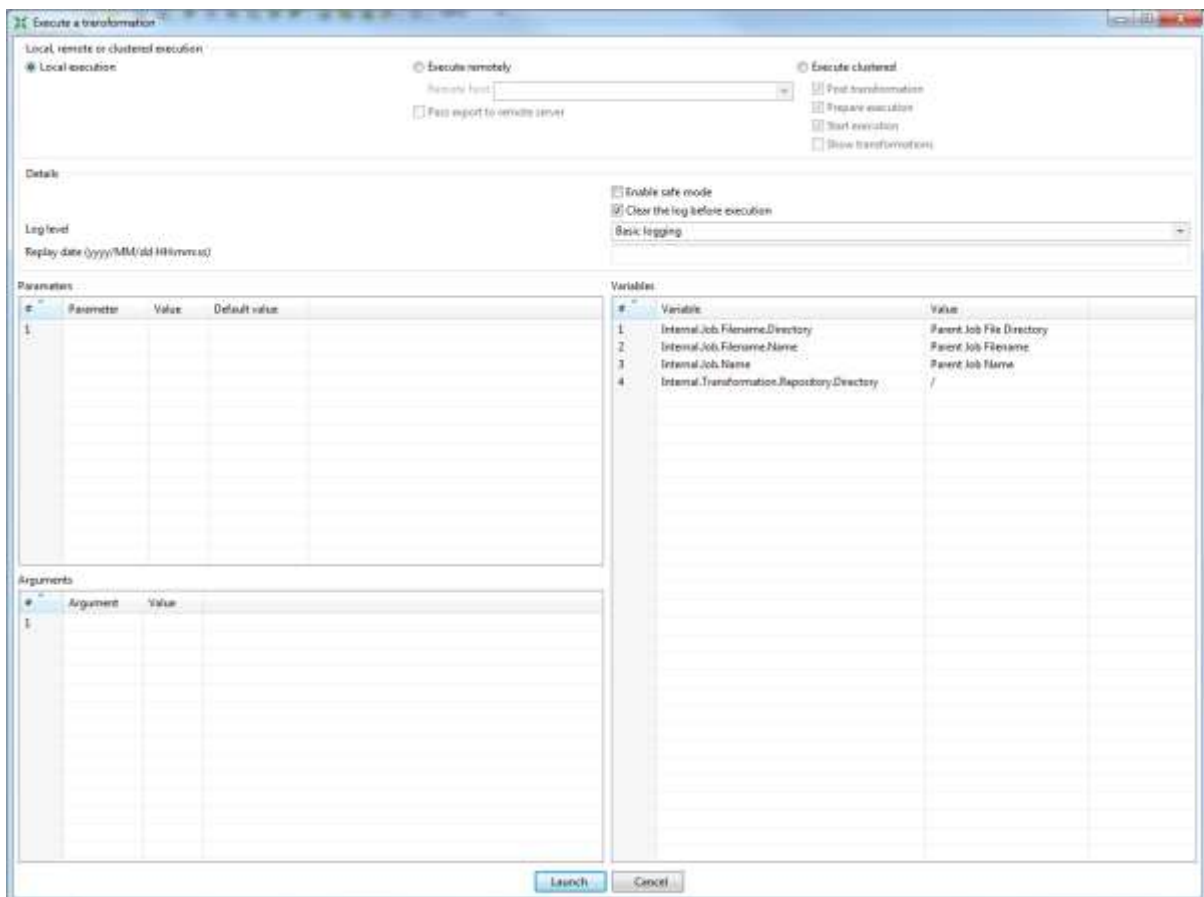 Execute a transformation
Local, remote or clustered execution
Local execution
Execute remotely
Execute clustered
Remote host
Post transformation
Pass export to remote server
Prepare execution
Start execution
Show transformations
Details
Enable safe mode
Clear the log before execution
Log level
Basic logging
Replay date (yyyy/MM/dd HH:mm:ss)
Parameters
# Parameter Value Default value
1
Variables
# Variable Value
1 Internal.Job.Filename.Directory Parent Job File Directory
2 Internal.Job.Filename.Name Parent Job Filename
3 Internal.Job.Name Parent Job Name
4 Internal.Transformation.Repository.Directory /
Arguments
# Argument Value
1
Launch Cancel